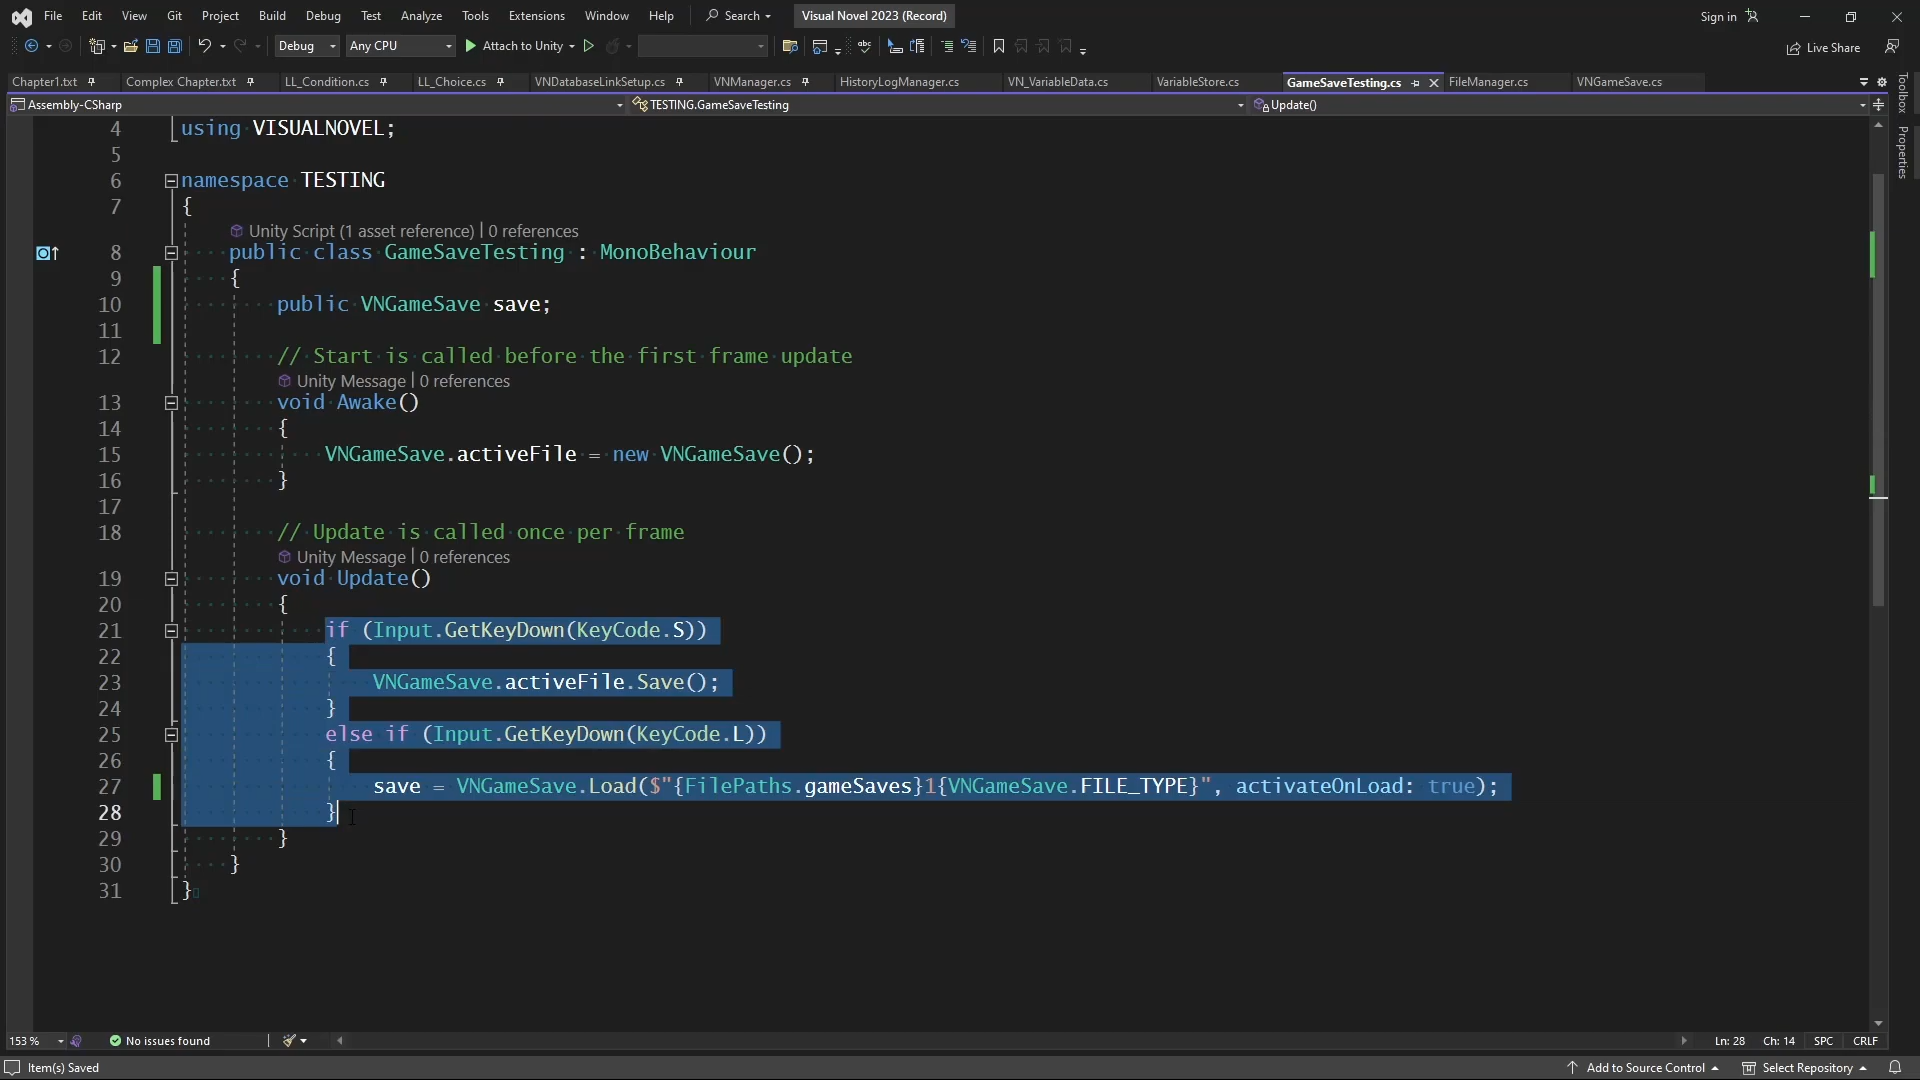 File Edit View Git Project Build Debug Test Analyze Tools Extensions Window Help Search Visual Novel 2023 (Record) Sign in
Debug Any CPU Attach to Unity Live Share
Chapter1.txt Complex Chapter.txt LL_Condition.cs LL_Choice.cs VNDatabaseLinkSetup.cs VNManager.cs HistoryLogManager.cs VN_VariableData.cs VariableStore.cs GameSaveTesting.cs FileManager.cs VNGameSave.cs
Assembly-CSharp TESTING.GameSaveTesting Update()
Toolbox
Properties
4 using VISUALNOVEL;
5
6 namespace TESTING
7 {
Unity Script (1 asset reference) | 0 references
8 public class GameSaveTesting : MonoBehaviour
9 {
10 public VNGameSave save;
11
12 // Start is called before the first frame update
Unity Message | 0 references
13 void Awake()
14 {
15 VNGameSave.activeFile = new VNGameSave();
16 }
17
18 // Update is called once per frame
Unity Message | 0 references
19 void Update()
20 {
21 if (Input.GetKeyDown(KeyCode.S))
22 {
23 VNGameSave.activeFile.Save();
24 }
25 else if (Input.GetKeyDown(KeyCode.L))
26 {
27 save = VNGameSave.Load($"{FilePaths.gameSaves}1{VNGameSave.FILE_TYPE}", activateOnLoad: true);
28 }
29 }
30 }
31 }
153 % No issues found Ln: 28 Ch: 14 SPC CRLF
Item(s) Saved Add to Source Control Select Repository